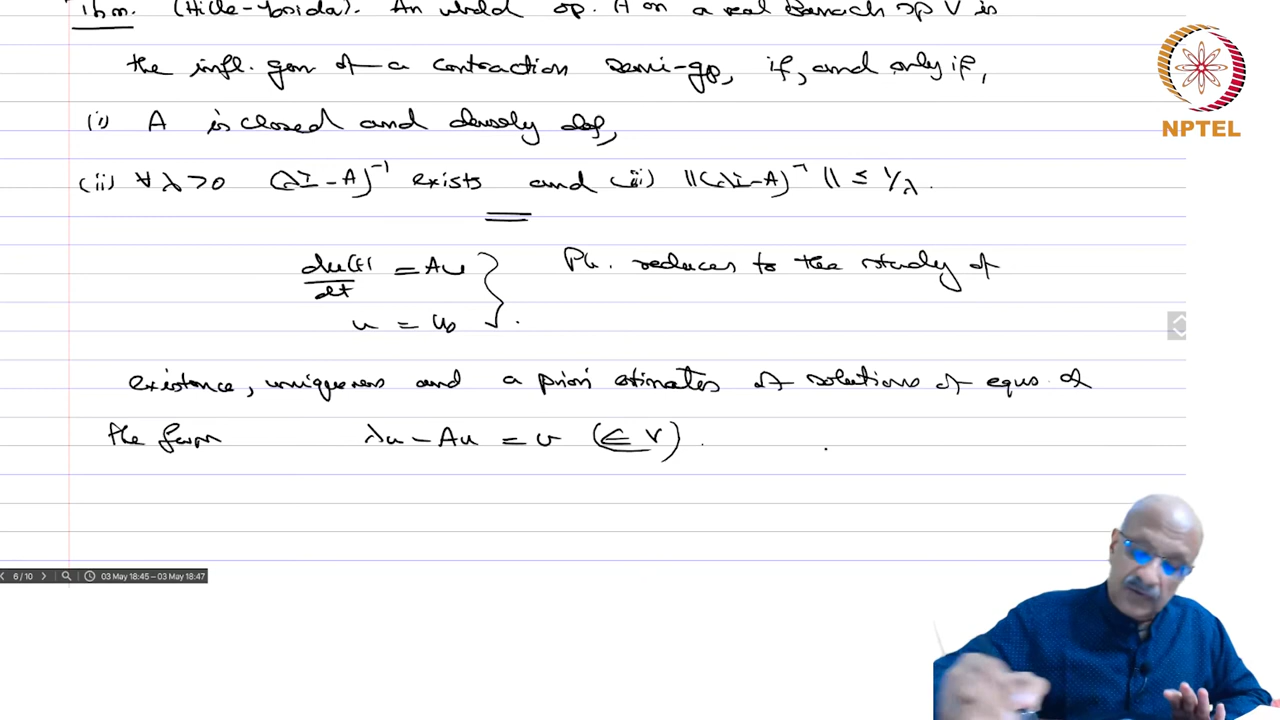 Thm. (Hille-Yosida). An unbdd op. A on a real Banach sp V is
the infl. gen of a contraction semi-gp, if, and only if,
(i) A is closed and densely def,
(ii) ∀ λ>0 (λI-A)⁻¹ exists and (iii) ||(λI-A)⁻¹|| ≤ 1/λ.
du(t)/dt = Au } Pb. reduces to the study of
u = u₀
existence, uniqueness and a priori estimates of solutions of equs. of
the form λu - Au = v (∈ V).
NPTEL
6 / 10 03 May 18:45 – 03 May 18:47